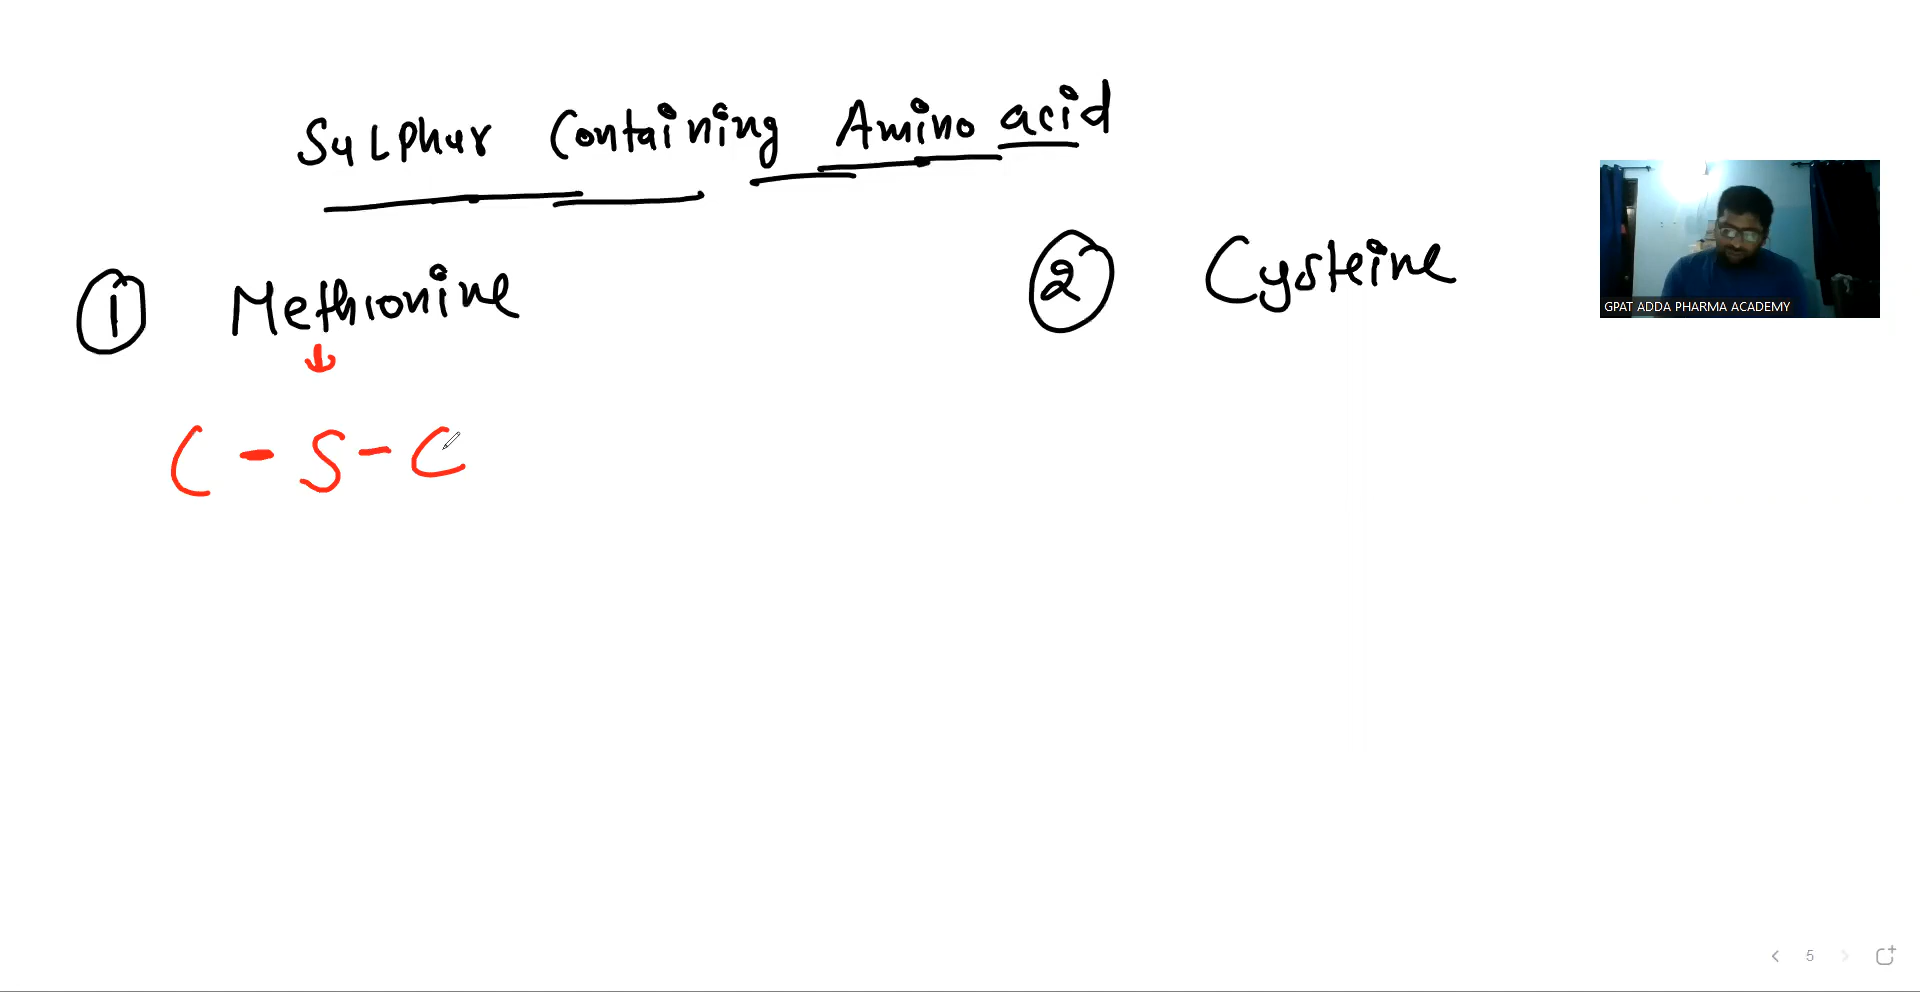 Sulphur Containing Amino acid
① Methionine
② Cysteine
GPAT ADDA PHARMA ACADEMY
↓
C - S - C
5